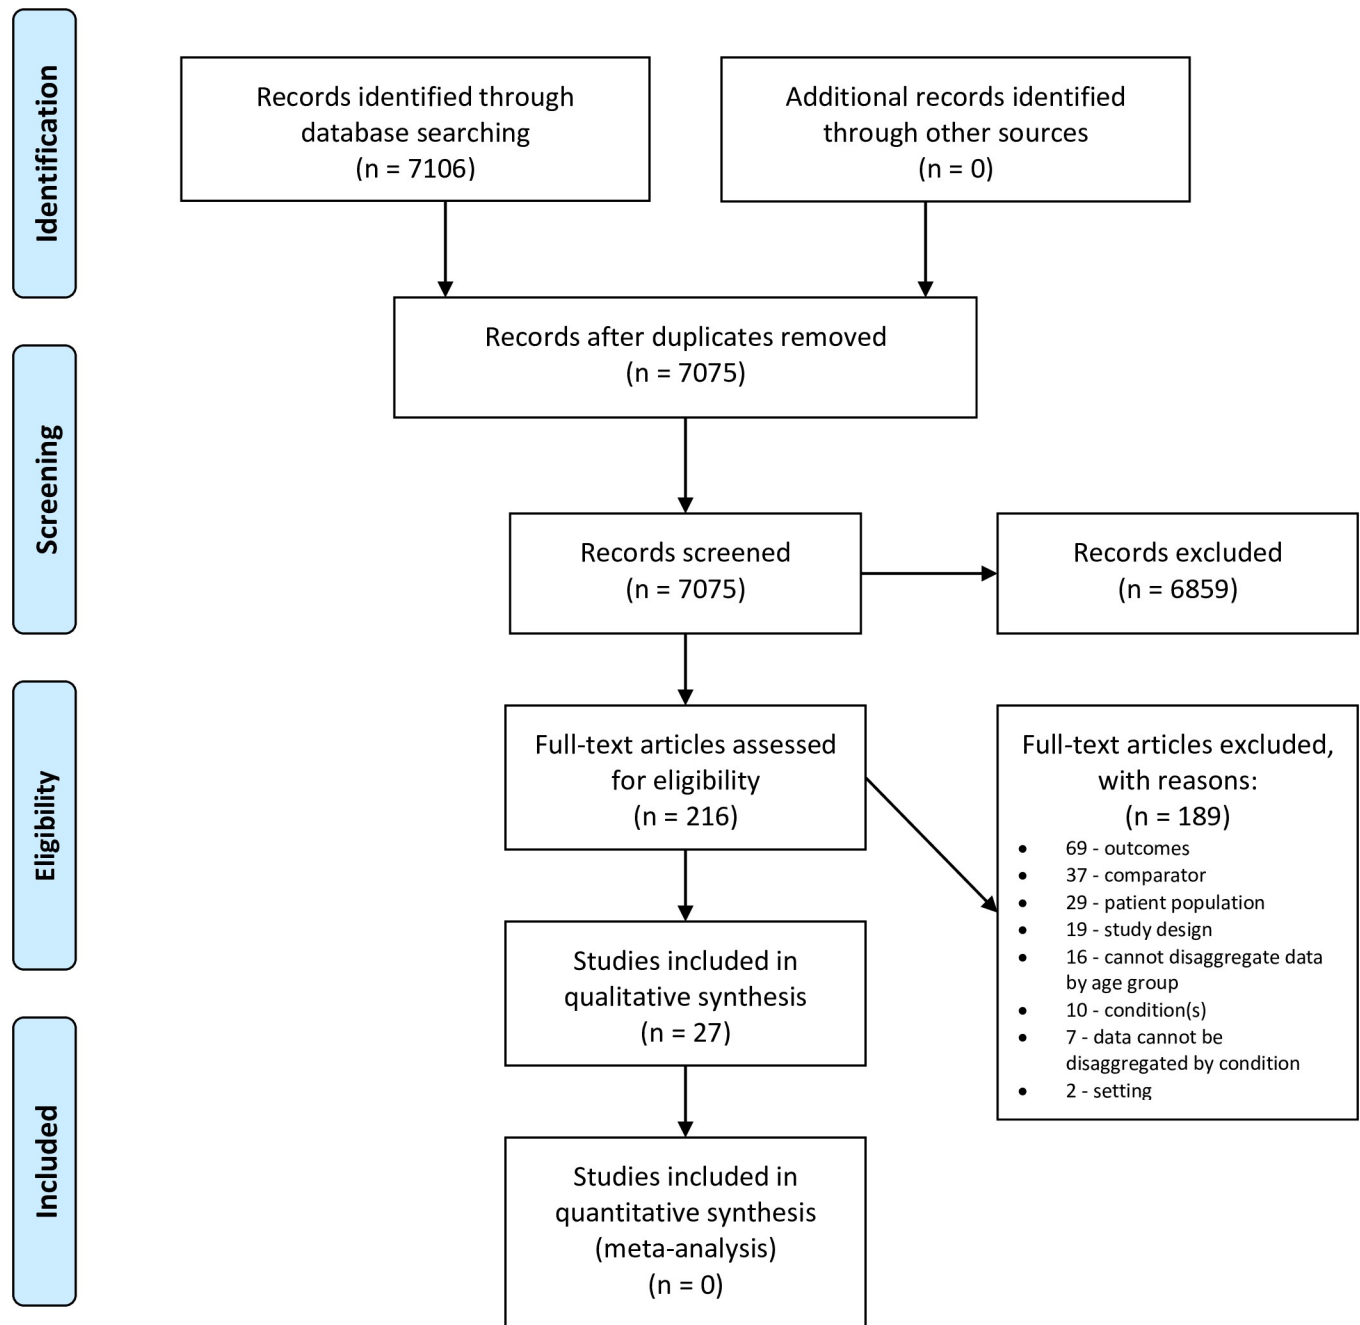 Identification
Records identified through
database searching
(n = 7106)
Additional records identified
through other sources
(n = 0)
Records after duplicates removed
(n = 7075)
Screening
Records screened
(n = 7075)
Records excluded
(n = 6859)
Eligibility
Full-text articles assessed
for eligibility
(n = 216)
Full-text articles excluded,
with reasons:
(n = 189)
• 69 - outcomes
• 37 - comparator
• 29 - patient population
• 19 - study design
• 16 - cannot disaggregate data
by age group
• 10 - condition(s)
• 7 - data cannot be
disaggregated by condition
• 2 - setting
Studies included in
qualitative synthesis
(n = 27)
Included
Studies included in
quantitative synthesis
(meta-analysis)
(n = 0)